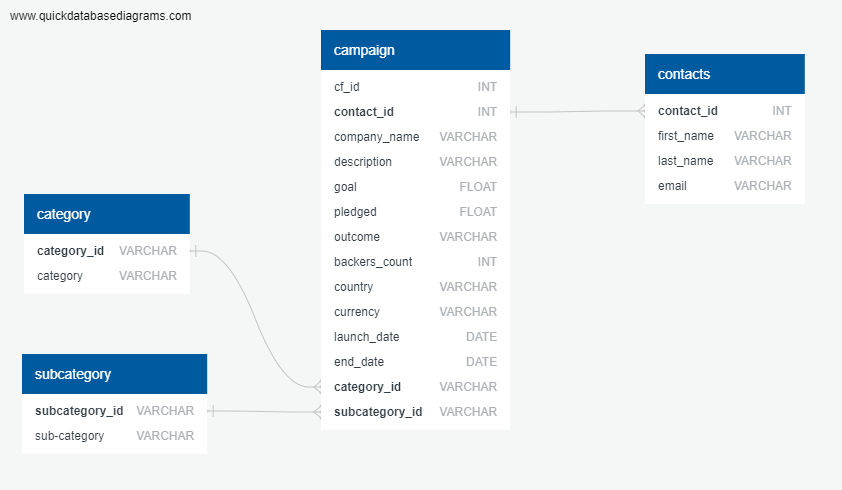 www.quickdatabasediagrams.com
campaign
cf_id INT
contact_id INT
company_name VARCHAR
description VARCHAR
goal FLOAT
pledged FLOAT
outcome VARCHAR
backers_count INT
country VARCHAR
currency VARCHAR
launch_date DATE
end_date DATE
category_id VARCHAR
subcategory_id VARCHAR
contacts
contact_id INT
first_name VARCHAR
last_name VARCHAR
email VARCHAR
category
category_id VARCHAR
category VARCHAR
subcategory
subcategory_id VARCHAR
sub-category VARCHAR